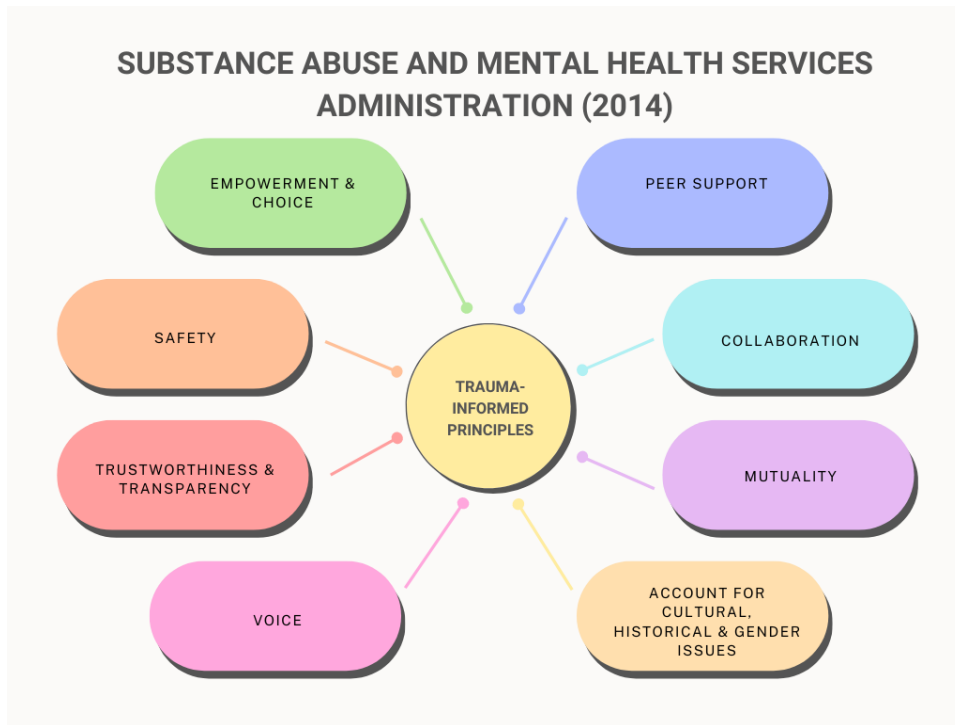 SUBSTANCE ABUSE AND MENTAL HEALTH SERVICES
ADMINISTRATION (2014)
EMPOWERMENT &
CHOICE
PEER SUPPORT
SAFETY
COLLABORATION
TRAUMA-
INFORMED
PRINCIPLES
TRUSTWORTHINESS &
TRANSPARENCY
MUTUALITY
VOICE
ACCOUNT FOR
CULTURAL,
HISTORICAL & GENDER
ISSUES